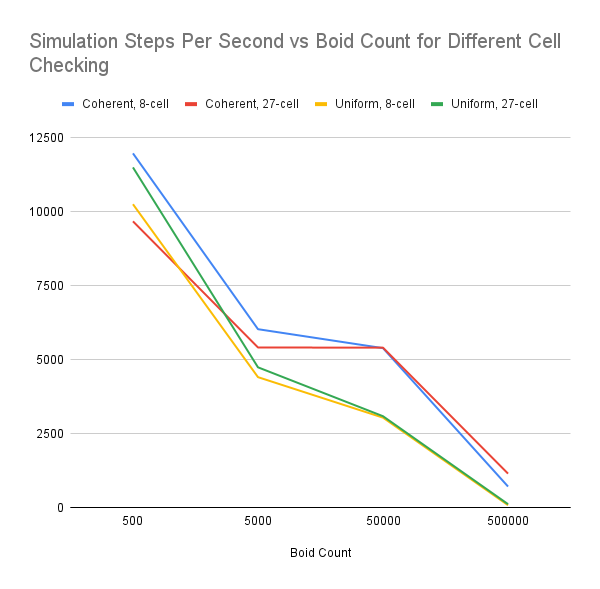 Simulation Steps Per Second vs Boid Count for Different Cell
Checking
Coherent, 8-cell
Coherent, 27-cell
Uniform, 8-cell
Uniform, 27-cell
12500
10000
7500
5000
2500
0
500
5000
50000
500000
Boid Count